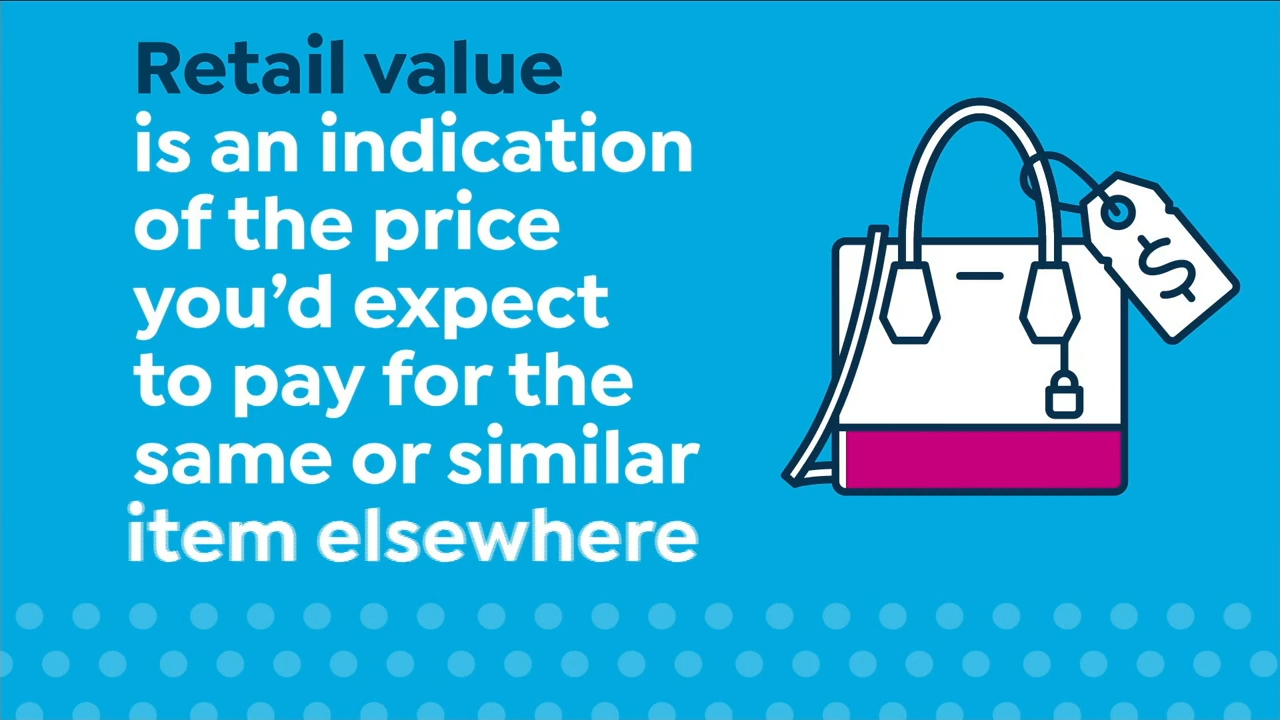 Retail value
is an indication
of the price
you’d expect
to pay for the
same or similar
item elsewhere
$